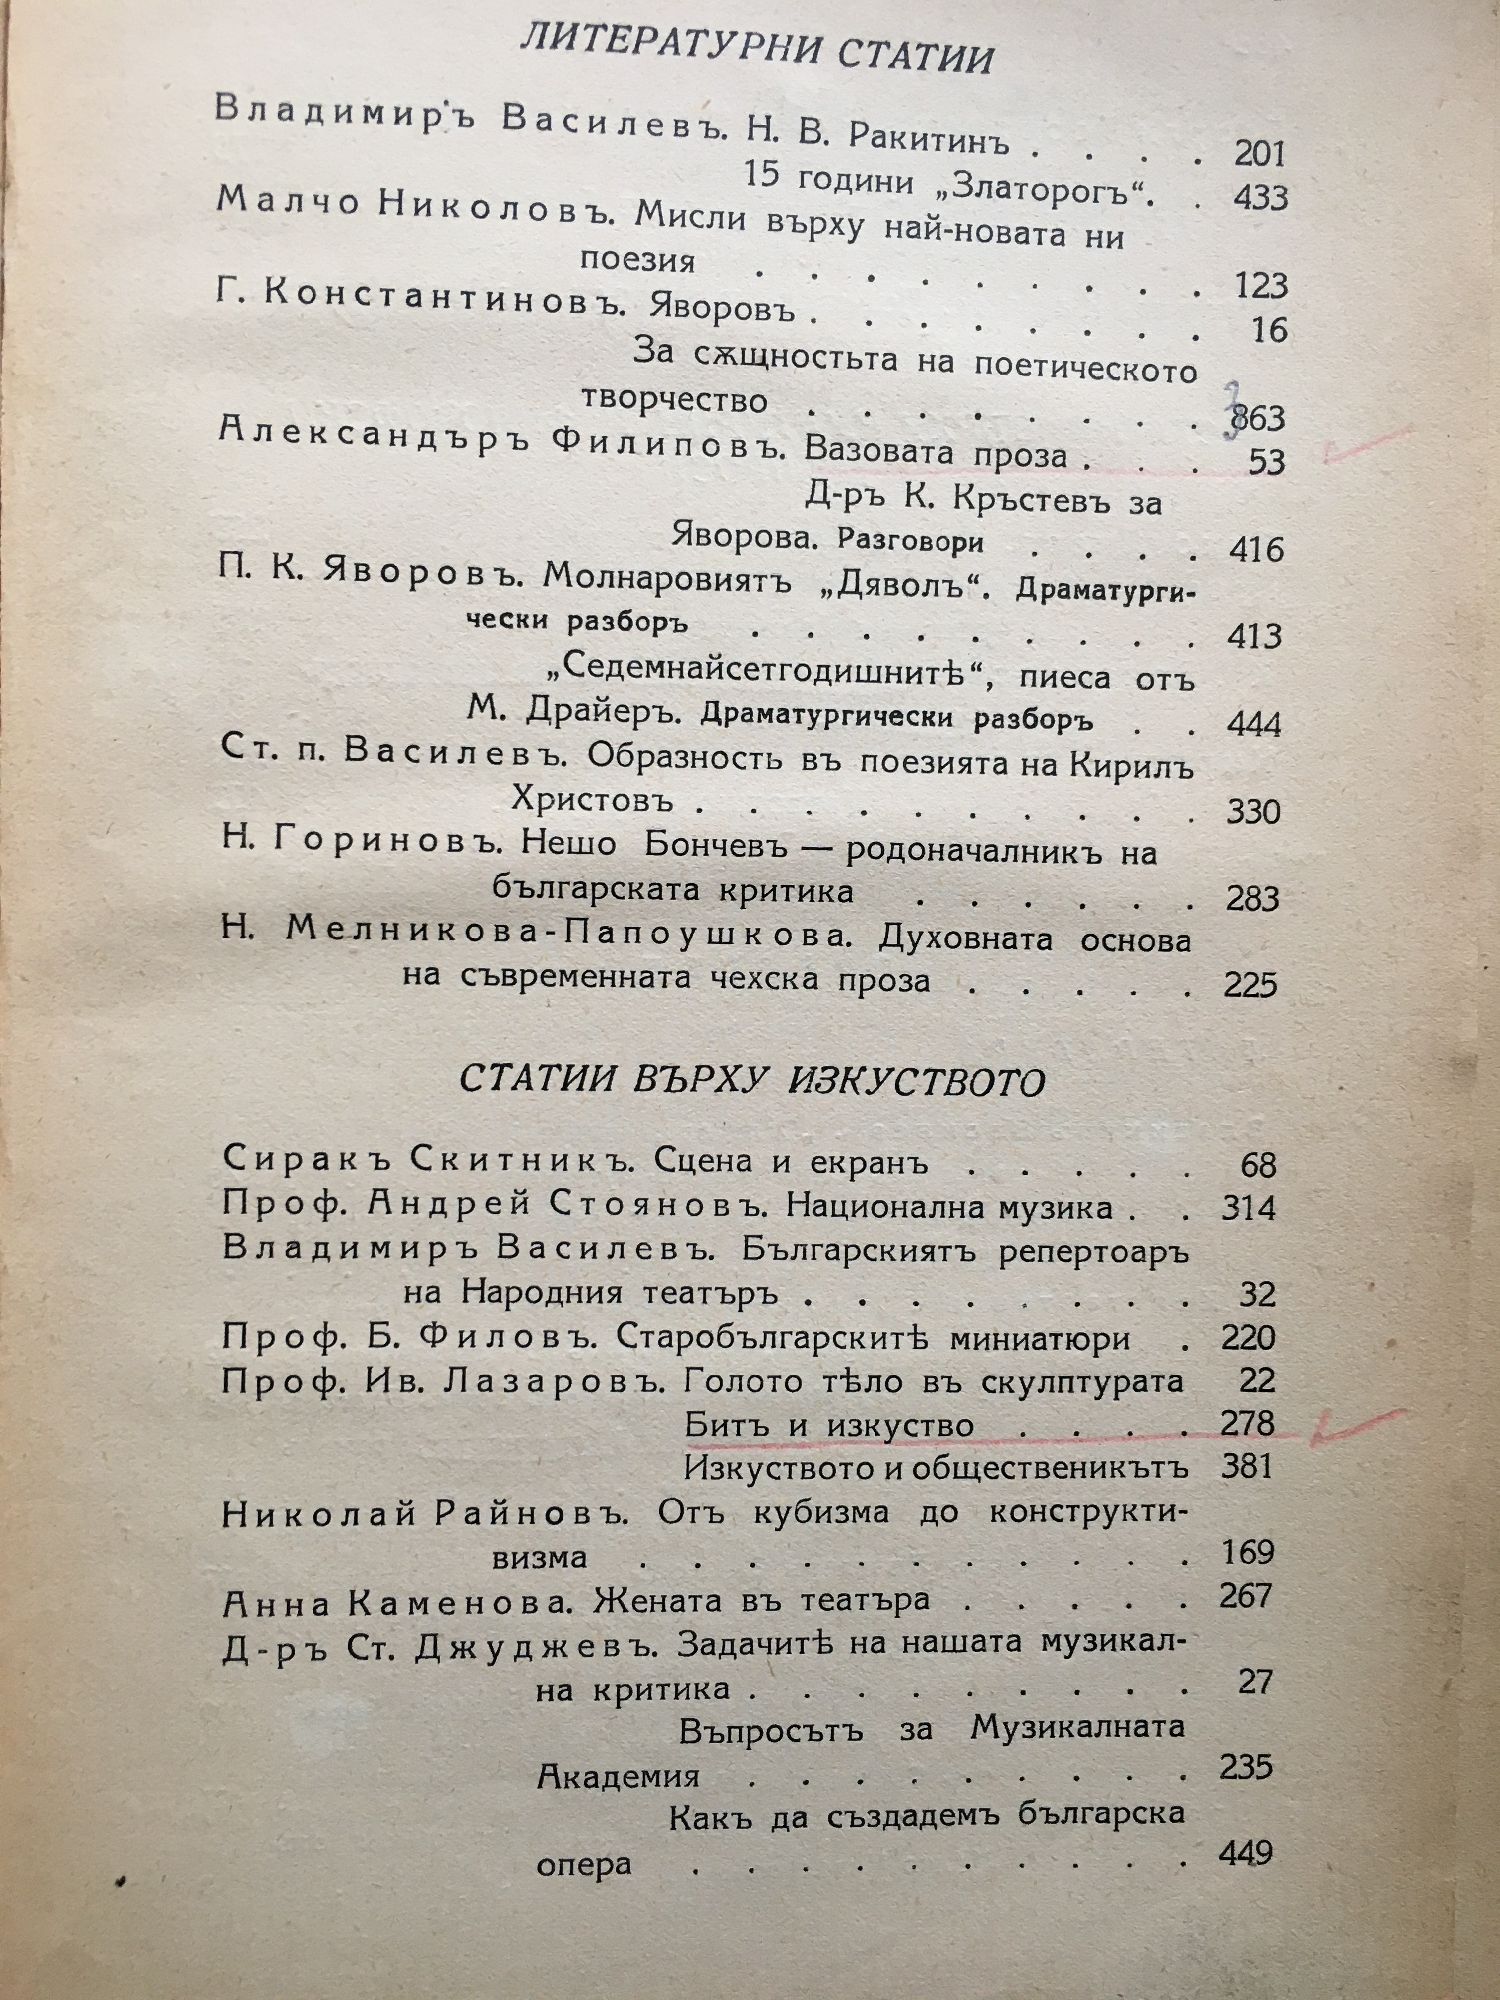 ЛИТЕРАТУРНИ СТАТИИ
Владимиръ Василевъ. Н. В. Ракитинъ . . . . 201
15 години „Златорогъ“. . 433
Малчо Николовъ. Мисли върху най-новата ни
поезия . . . . . . . . . 123
Г. Константиновъ. Яворовъ . . . . . . . . 16
За сѫщностьта на поетическото
творчество . . . . . . . . 863
Александъръ Филиповъ. Вазовата проза . . . 53
Д-ръ К. Кръстевъ за
Яворова. Разговори . . . . 416
П. К. Яворовъ. Молнаровиятъ „Дяволъ“. Драматурги-
чески разборъ . . . . . . . . . 413
„Седемнайсетгодишнитѣ“, пиеса отъ
М. Драйеръ. Драматургически разборъ . . 444
Ст. п. Василевъ. Образность въ поезията на Кирилъ
Христовъ . . . . . . . . . . 330
Н. Гориновъ. Нешо Бончевъ — родоначалникъ на
българската критика . . . . . . 283
Н. Мелникова-Папоушкова. Духовната основа
на съвременната чехска проза . . . . . 225
СТАТИИ ВЪРХУ ИЗКУСТВОТО
Сиракъ Скитникъ. Сцена и екранъ . . . . . 68
Проф. Андрей Стояновъ. Национална музика . . 314
Владимиръ Василевъ. Българскиятъ репертоаръ
на Народния театъръ . . . . . . . . 32
Проф. Б. Филовъ. Старобългарскитѣ миниатюри . 220
Проф. Ив. Лазаровъ. Голото тѣло въ скулптурата 22
Битъ и изкуство . . . . 278
Изкуството и общественикътъ 381
Николай Райновъ. Отъ кубизма до конструкти-
визма . . . . . . . . . . . 169
Анна Каменова. Жената въ театъра . . . . . 267
Д-ръ Ст. Джуджевъ. Задачитѣ на нашата музикал-
на критика . . . . . . . . . 27
Въпросътъ за Музикалната
Академия . . . . . . . . . 235
Какъ да създадемъ българска
опера . . . . . . . . . . 449